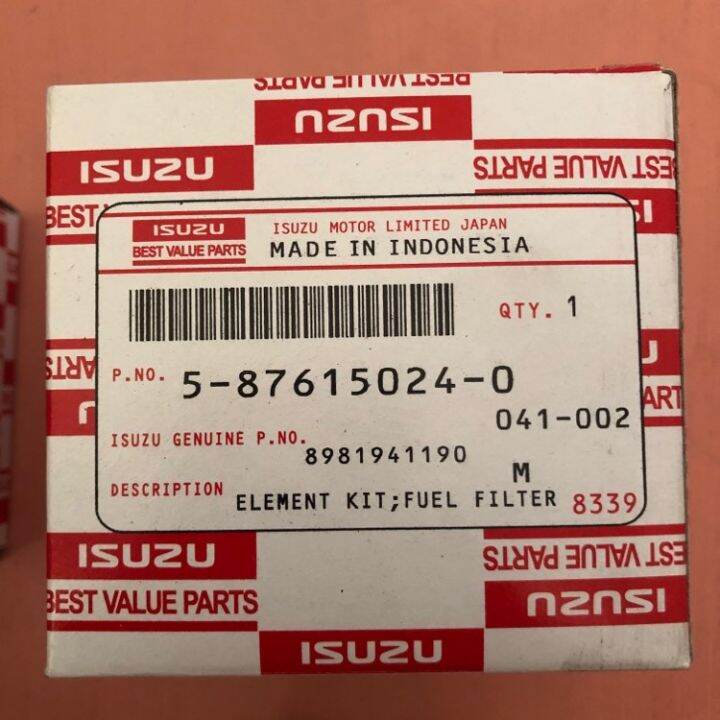 BEST VALUE PARTS
ISUZU
ISUZU
BEST VALUE PARTS
BEST
ISUZU
BEST VALUE PARTS
ISUZU MOTOR LIMITED JAPAN
MADE IN INDONESIA
QTY. 1
P.NO. 5-87615024-0
041-002
ISUZU GENUINE P.NO. 8981941190
M
DESCRIPTION ELEMENT KIT;FUEL FILTER 8339
ISUZU
BEST VALUE PARTS
BEST VALUE PARTS
ISUZU
ISUZU